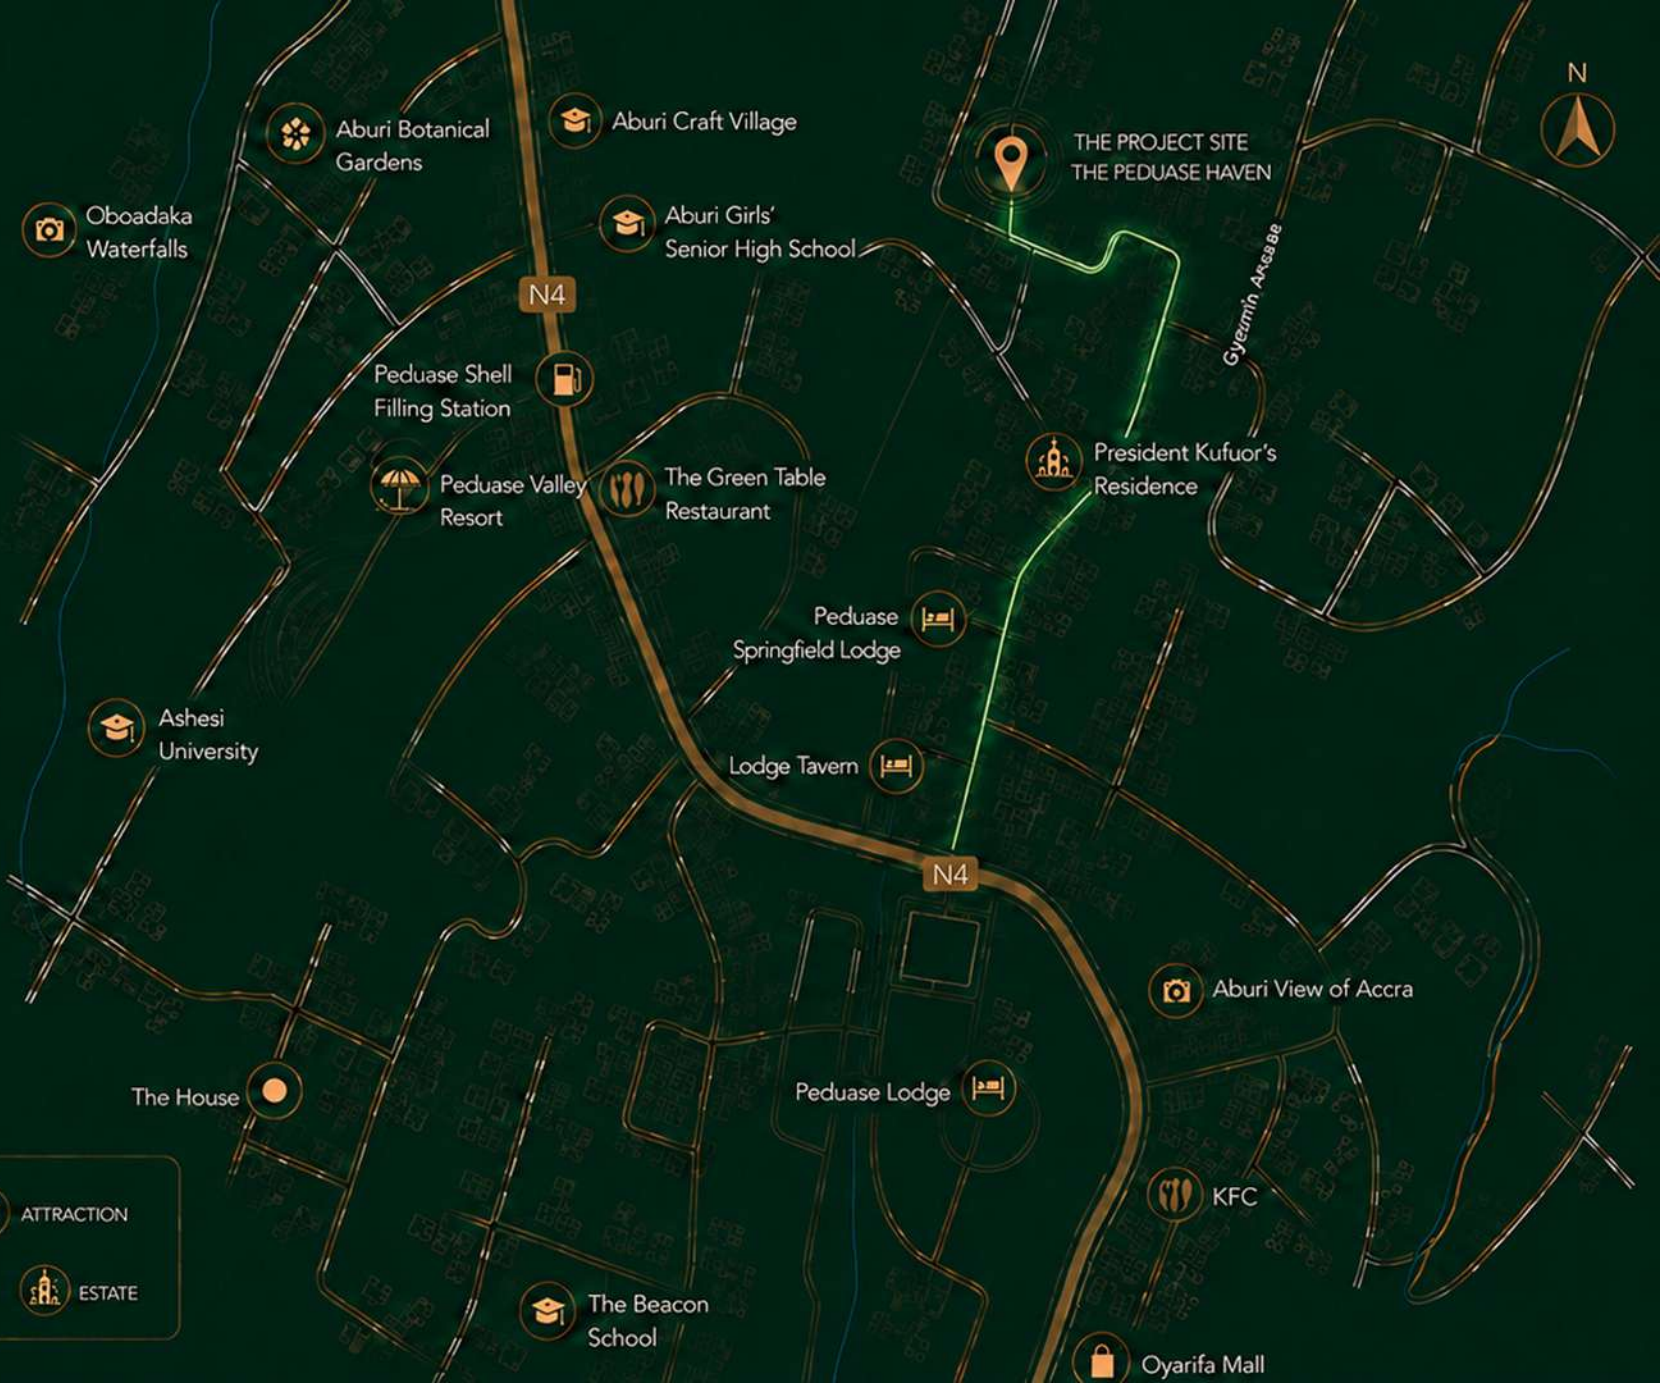 N
Aburi Craft Village
Aburi Botanical
Gardens
THE PROJECT SITE
THE PEDUASE HAVEN
Oboadaka
Waterfalls
Aburi Girls'
Senior High School
N4
Peduase Shell
Filling Station
President Kufuor's
Residence
Peduase Valley
Resort
The Green Table
Restaurant
Peduase
Springfield Lodge
Ashesi
University
Lodge Tavern
N4
Aburi View of Accra
The House
Peduase Lodge
KFC
ATTRACTION
ESTATE
The Beacon
School
Oyarifa Mall